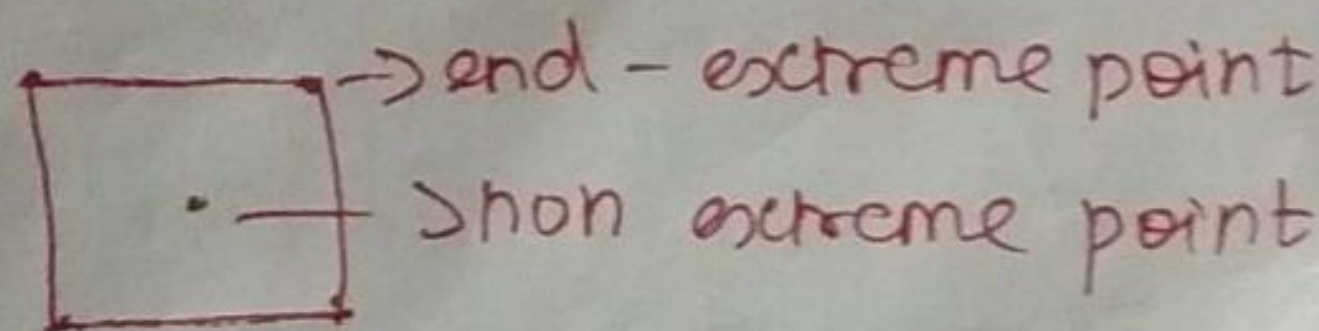 → end - extreme point
→ non extreme point